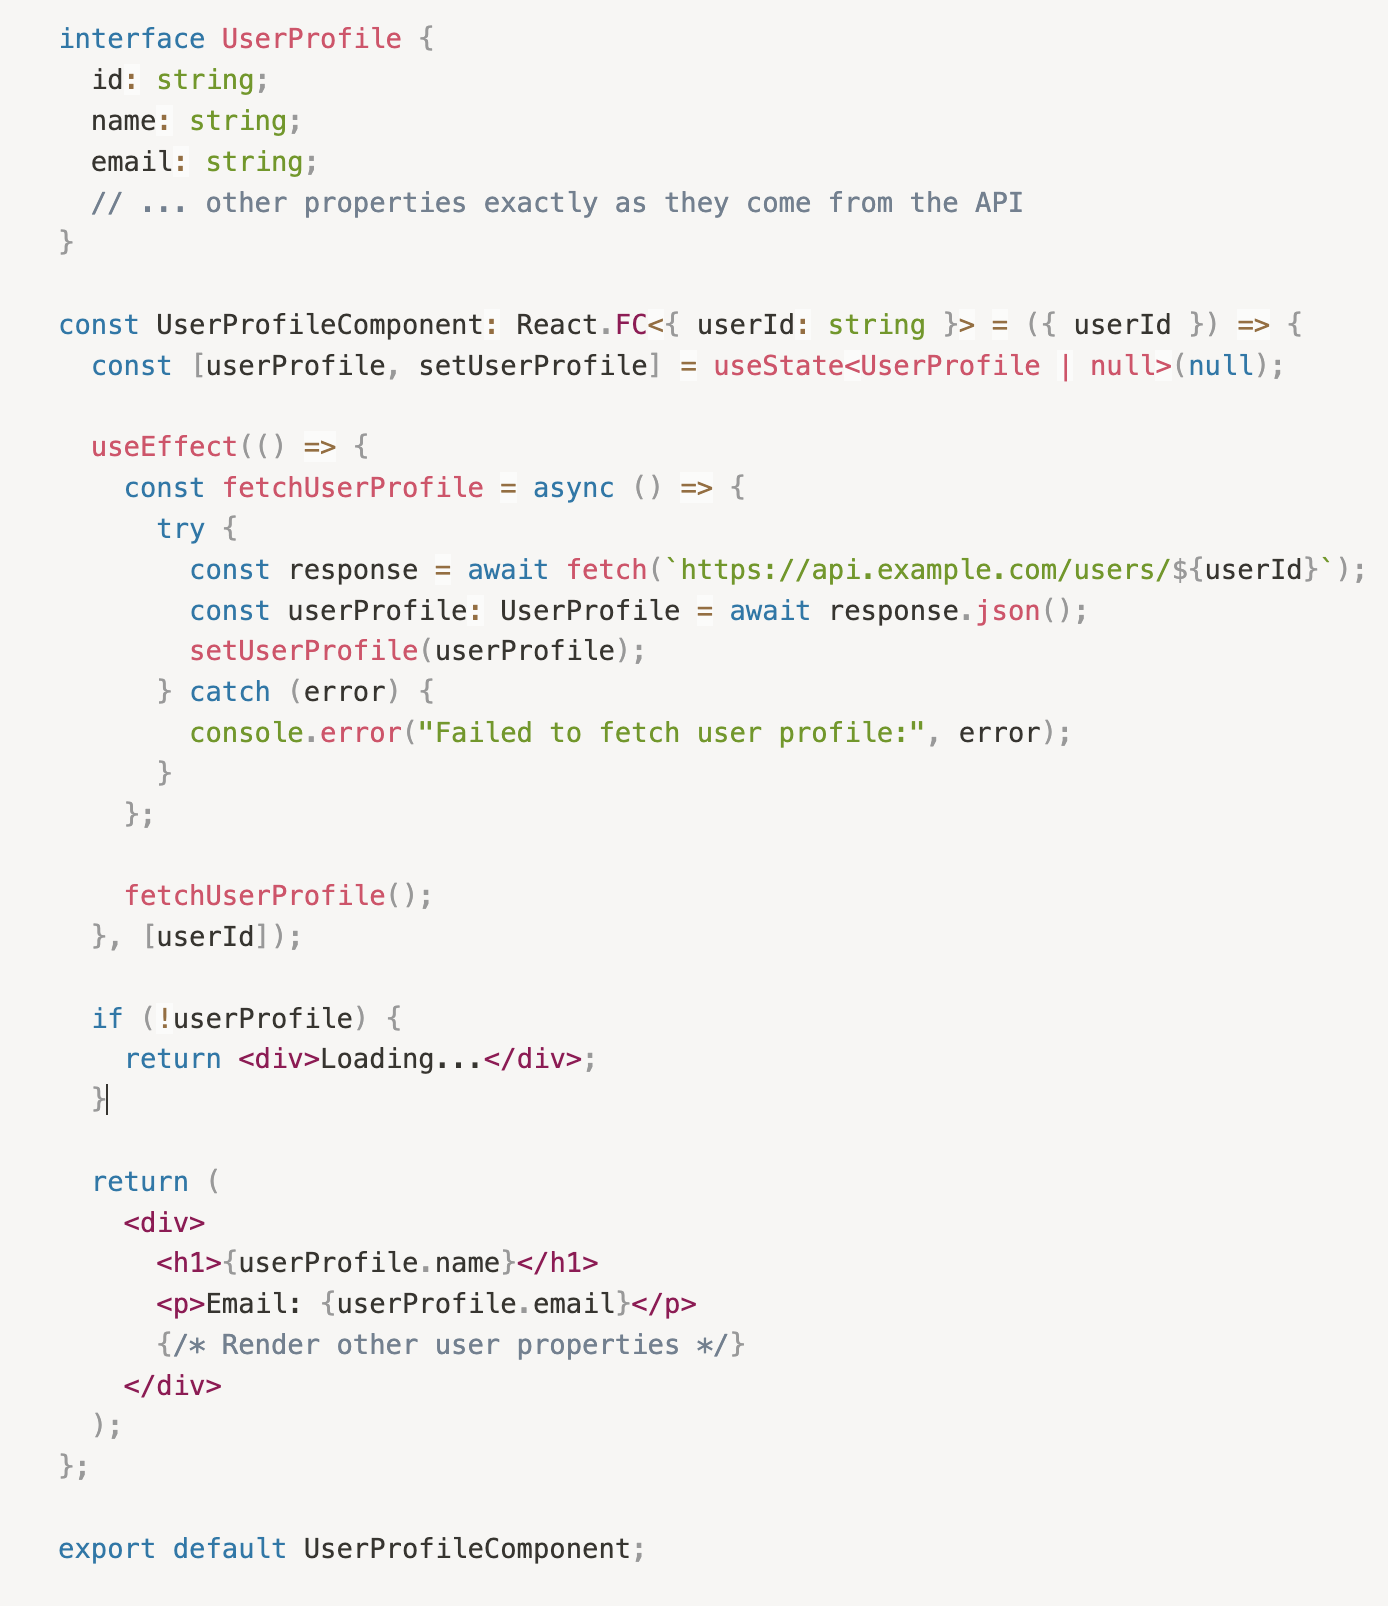 interface UserProfile {
  id: string;
  name: string;
  email: string;
  // ... other properties exactly as they come from the API
}

const UserProfileComponent: React.FC<{ userId: string }> = ({ userId }) => {
  const [userProfile, setUserProfile] = useState<UserProfile | null>(null);

  useEffect(() => {
    const fetchUserProfile = async () => {
      try {
        const response = await fetch(`https://api.example.com/users/${userId}`);
        const userProfile: UserProfile = await response.json();
        setUserProfile(userProfile);
      } catch (error) {
        console.error("Failed to fetch user profile:", error);
      }
    };

    fetchUserProfile();
  }, [userId]);

  if (!userProfile) {
    return <div>Loading...</div>;
  }

  return (
    <div>
      <h1>{userProfile.name}</h1>
      <p>Email: {userProfile.email}</p>
      {/* Render other user properties */}
    </div>
  );
};

export default UserProfileComponent;